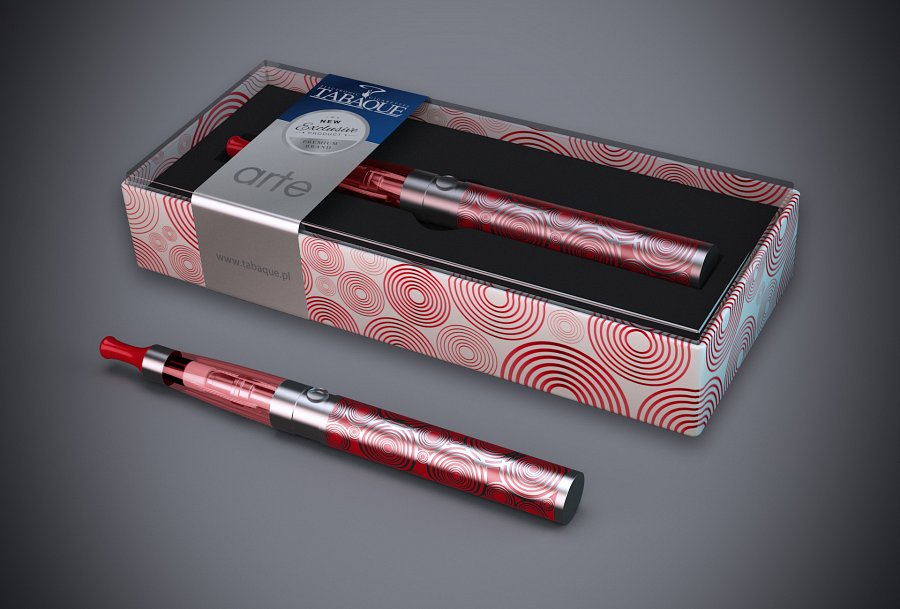 TABAQUE
NEW
Exclusive
PRODUCT
PREMIUM
BRAND
arte
www.tabaque.pl